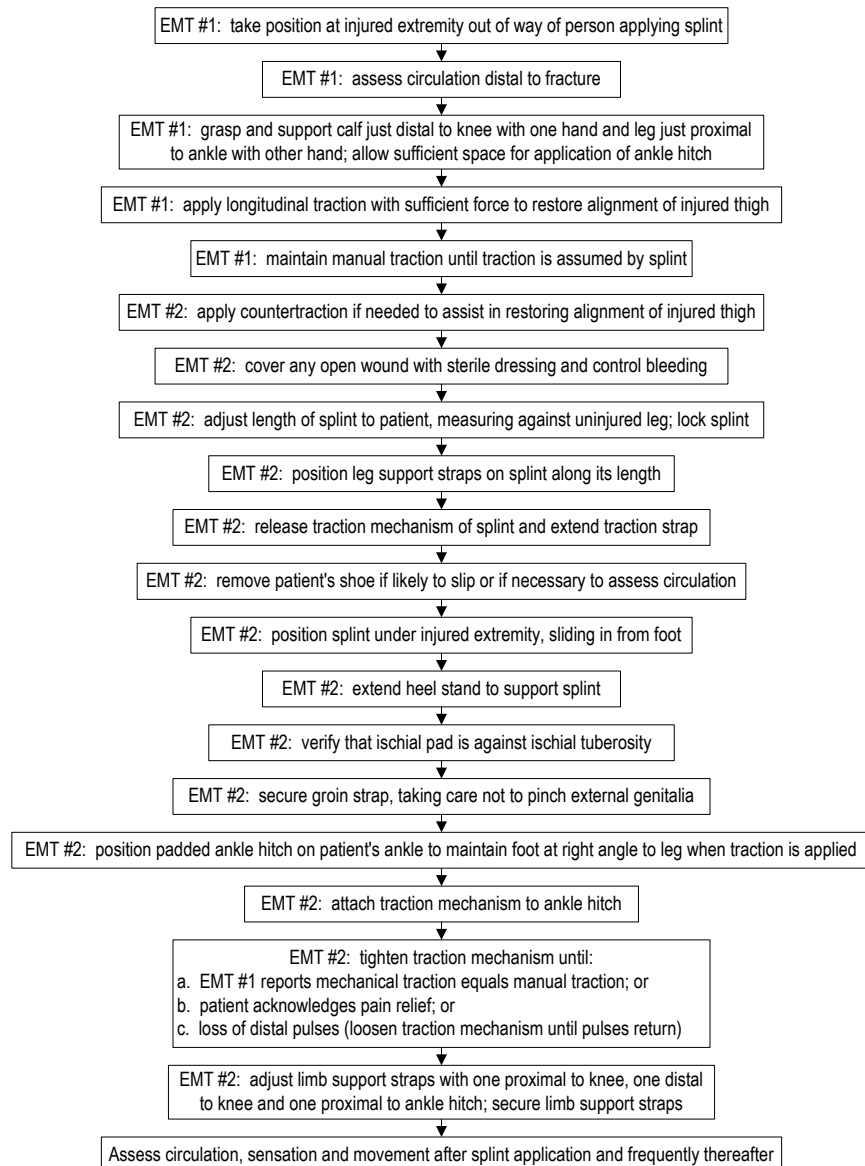 EMT #1: take position at injured extremity out of way of person applying splint
EMT #1: assess circulation distal to fracture
EMT #1: grasp and support calf just distal to knee with one hand and leg just proximal
to ankle with other hand; allow sufficient space for application of ankle hitch
EMT #1: apply longitudinal traction with sufficient force to restore alignment of injured thigh
EMT #1: maintain manual traction until traction is assumed by splint
EMT #2: apply countertraction if needed to assist in restoring alignment of injured thigh
EMT #2: cover any open wound with sterile dressing and control bleeding
EMT #2: adjust length of splint to patient, measuring against uninjured leg; lock splint
EMT #2: position leg support straps on splint along its length
EMT #2: release traction mechanism of splint and extend traction strap
EMT #2: remove patient's shoe if likely to slip or if necessary to assess circulation
EMT #2: position splint under injured extremity, sliding in from foot
EMT #2: extend heel stand to support splint
EMT #2: verify that ischial pad is against ischial tuberosity
EMT #2: secure groin strap, taking care not to pinch external genitalia
EMT #2: position padded ankle hitch on patient's ankle to maintain foot at right angle to leg when traction is applied
EMT #2: attach traction mechanism to ankle hitch
EMT #2: tighten traction mechanism until:
a. EMT #1 reports mechanical traction equals manual traction; or
b. patient acknowledges pain relief; or
c. loss of distal pulses (loosen traction mechanism until pulses return)
EMT #2: adjust limb support straps with one proximal to knee, one distal
to knee and one proximal to ankle hitch; secure limb support straps
Assess circulation, sensation and movement after splint application and frequently thereafter